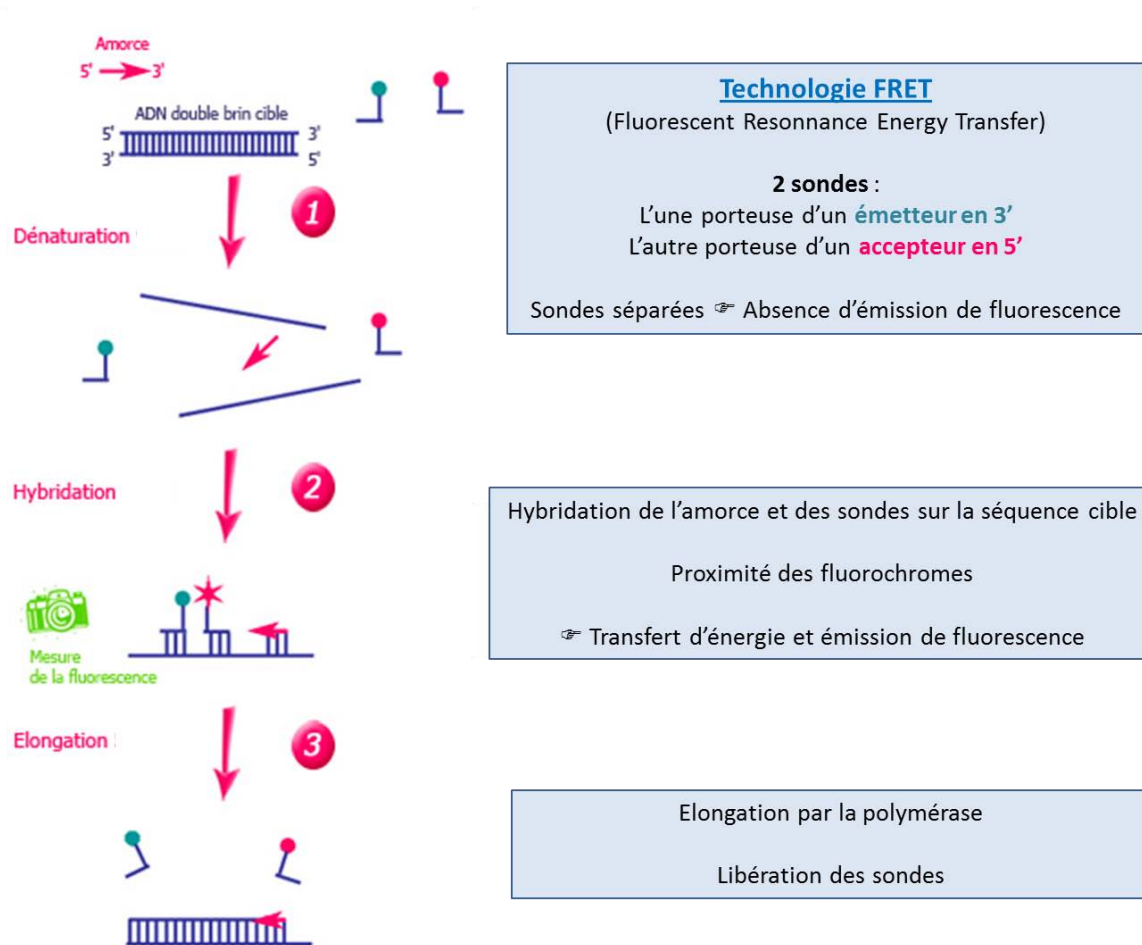 Amorce
5' 3'
ADN double brin cible
5' 3'
3' 5'
1
Dénaturation
Technologie FRET
(Fluorescent Resonnance Energy Transfer)
2 sondes :
L'une porteuse d'un émetteur en 3'
L'autre porteuse d'un accepteur en 5'
Sondes séparées ☞ Absence d'émission de fluorescence
Hybridation
2
Mesure
de la fluorescence
Hybridation de l'amorce et des sondes sur la séquence cible
Proximité des fluorochromes
☞ Transfert d'énergie et émission de fluorescence
Elongation
3
Elongation par la polymérase
Libération des sondes